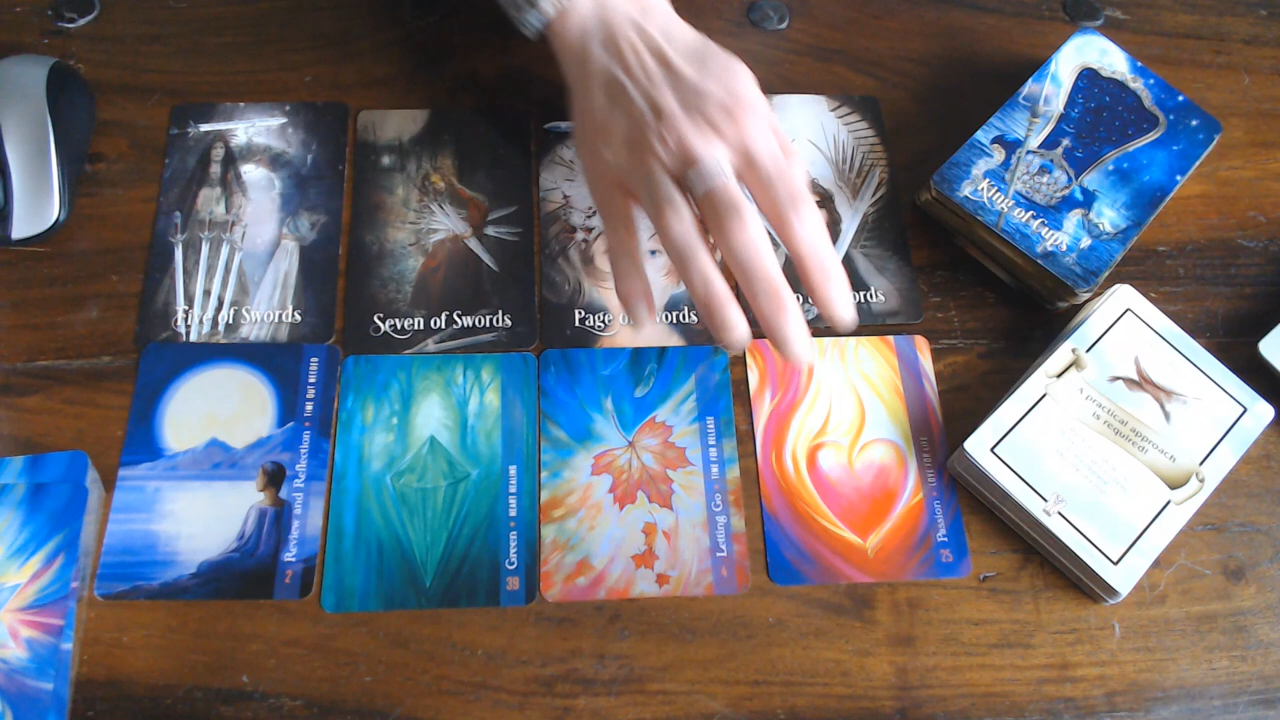 Five of Swords
Seven of Swords
Page of Swords
King of Cups
A practical approach
is required!
2 Review and Reflection * TIME OUT NEEDED
39 Green * HEART HEALING
Letting Go * TIME FOR RELEASE
25 Passion * LOVE FOR LIFE